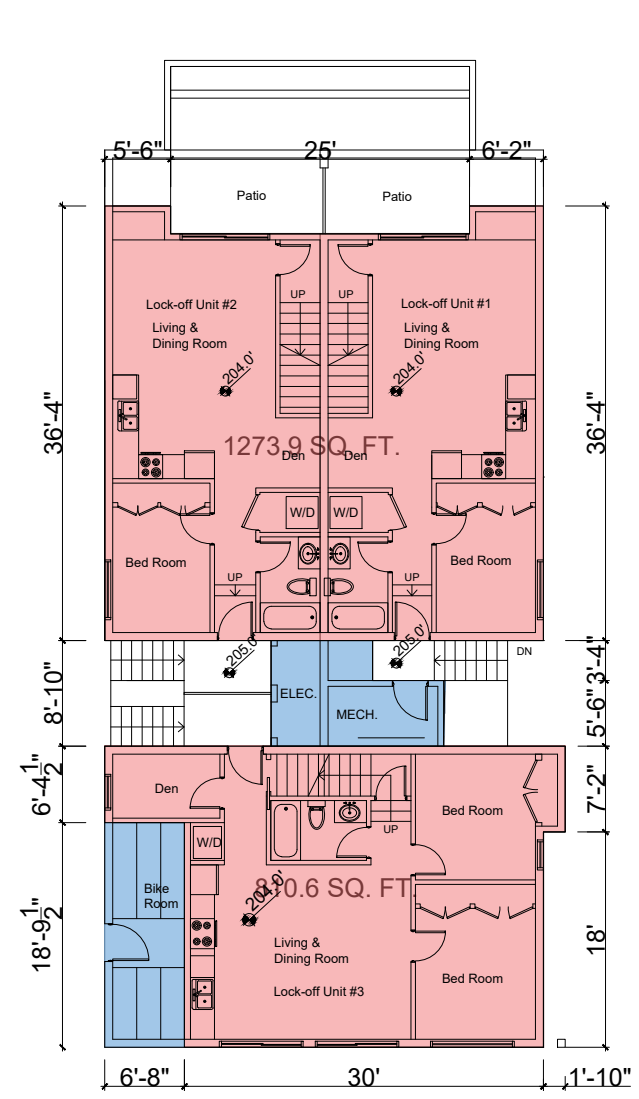 5'-6"
25'
6'-2"
Patio
Patio
Lock-off Unit #2
Living &
Dining Room
UP
UP
Lock-off Unit #1
Living &
Dining Room
204.0'
204.0'
36'-4"
36'-4"
1273.9 SQ. FT.
Den
Den
W/D
W/D
Bed Room
Bed Room
UP
UP
205.0'
205.0'
DN
8'-10"
3'-4"
5'-6"
ELEC.
MECH.
6'-4 1/2"
7'-2"
Den
Bed Room
UP
W/D
Bike
Room
SQ. FT.
204.0'
18'-9 1/2"
18'
Living &
Dining Room
Lock-off Unit #3
Bed Room
6'-8"
30'
1'-10"